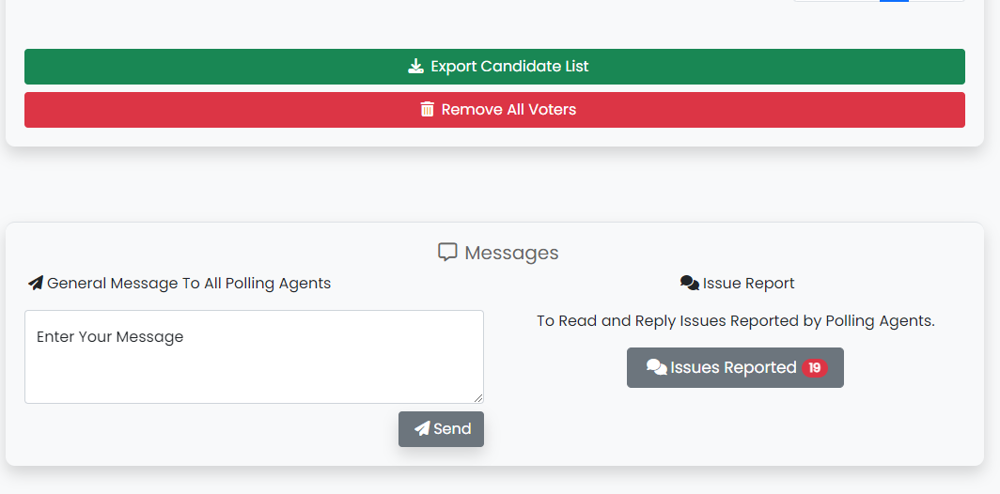 Export Candidate List
Remove All Voters
Messages
General Message To All Polling Agents
Enter Your Message
Send
Issue Report
To Read and Reply Issues Reported by Polling Agents.
Issues Reported 19